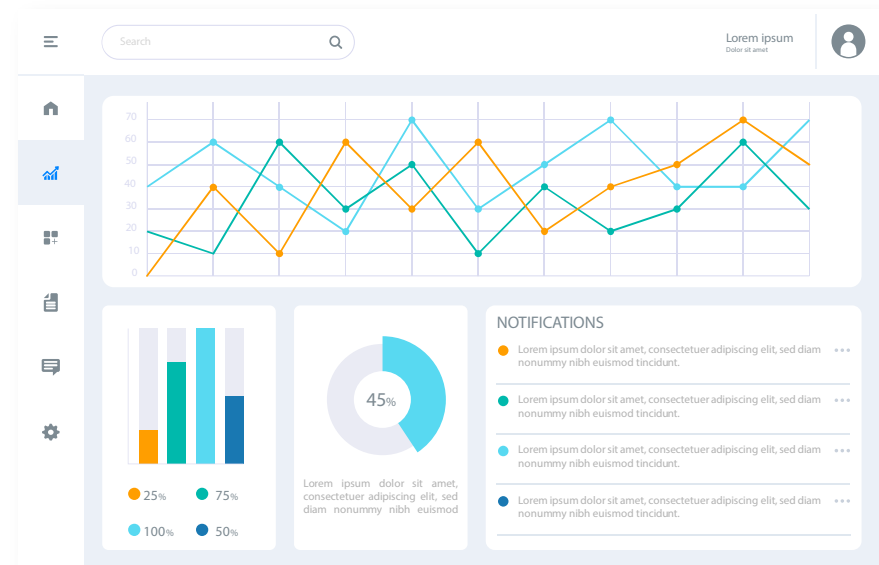 Search
Lorem ipsum
Dolor sit amet
70
60
50
40
30
20
10
0
25%
75%
100%
50%
45%
Lorem ipsum dolor sit amet,
consectetuer adipiscing elit, sed
diam nonummy nibh euismod
NOTIFICATIONS
Lorem ipsum dolor sit amet, consectetuer adipiscing elit, sed diam
nonummy nibh euismod tincidunt.
Lorem ipsum dolor sit amet, consectetuer adipiscing elit, sed diam
nonummy nibh euismod tincidunt.
Lorem ipsum dolor sit amet, consectetuer adipiscing elit, sed diam
nonummy nibh euismod tincidunt.
Lorem ipsum dolor sit amet, consectetuer adipiscing elit, sed diam
nonummy nibh euismod tincidunt.